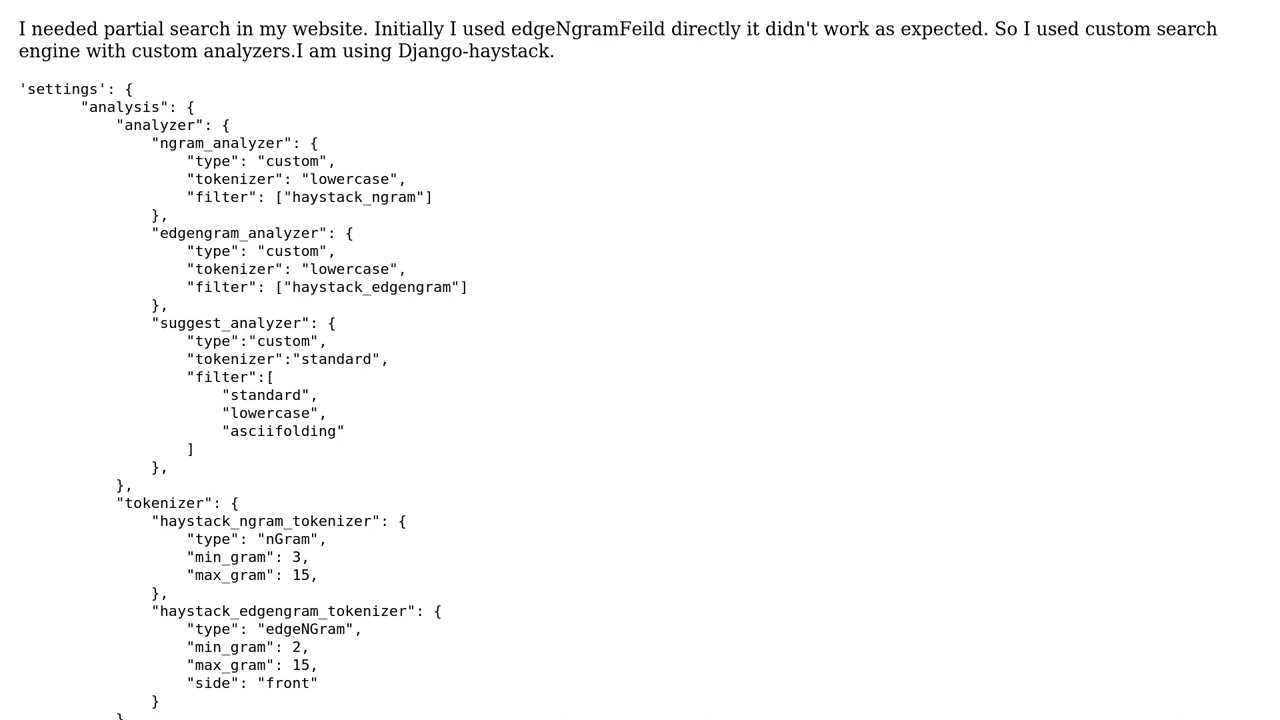 I needed partial search in my website. Initially I used edgeNgramFeild directly it didn't work as expected. So I used custom search
engine with custom analyzers.I am using Django-haystack.
'settings': {
       "analysis": {
           "analyzer": {
               "ngram_analyzer": {
                   "type": "custom",
                   "tokenizer": "lowercase",
                   "filter": ["haystack_ngram"]
               },
               "edgengram_analyzer": {
                   "type": "custom",
                   "tokenizer": "lowercase",
                   "filter": ["haystack_edgengram"]
               },
               "suggest_analyzer": {
                   "type":"custom",
                   "tokenizer":"standard",
                   "filter":[
                       "standard",
                       "lowercase",
                       "asciifolding"
                   ]
               },
           },
           "tokenizer": {
               "haystack_ngram_tokenizer": {
                   "type": "nGram",
                   "min_gram": 3,
                   "max_gram": 15,
               },
               "haystack_edgengram_tokenizer": {
                   "type": "edgeNGram",
                   "min_gram": 2,
                   "max_gram": 15,
                   "side": "front"
               }
           }